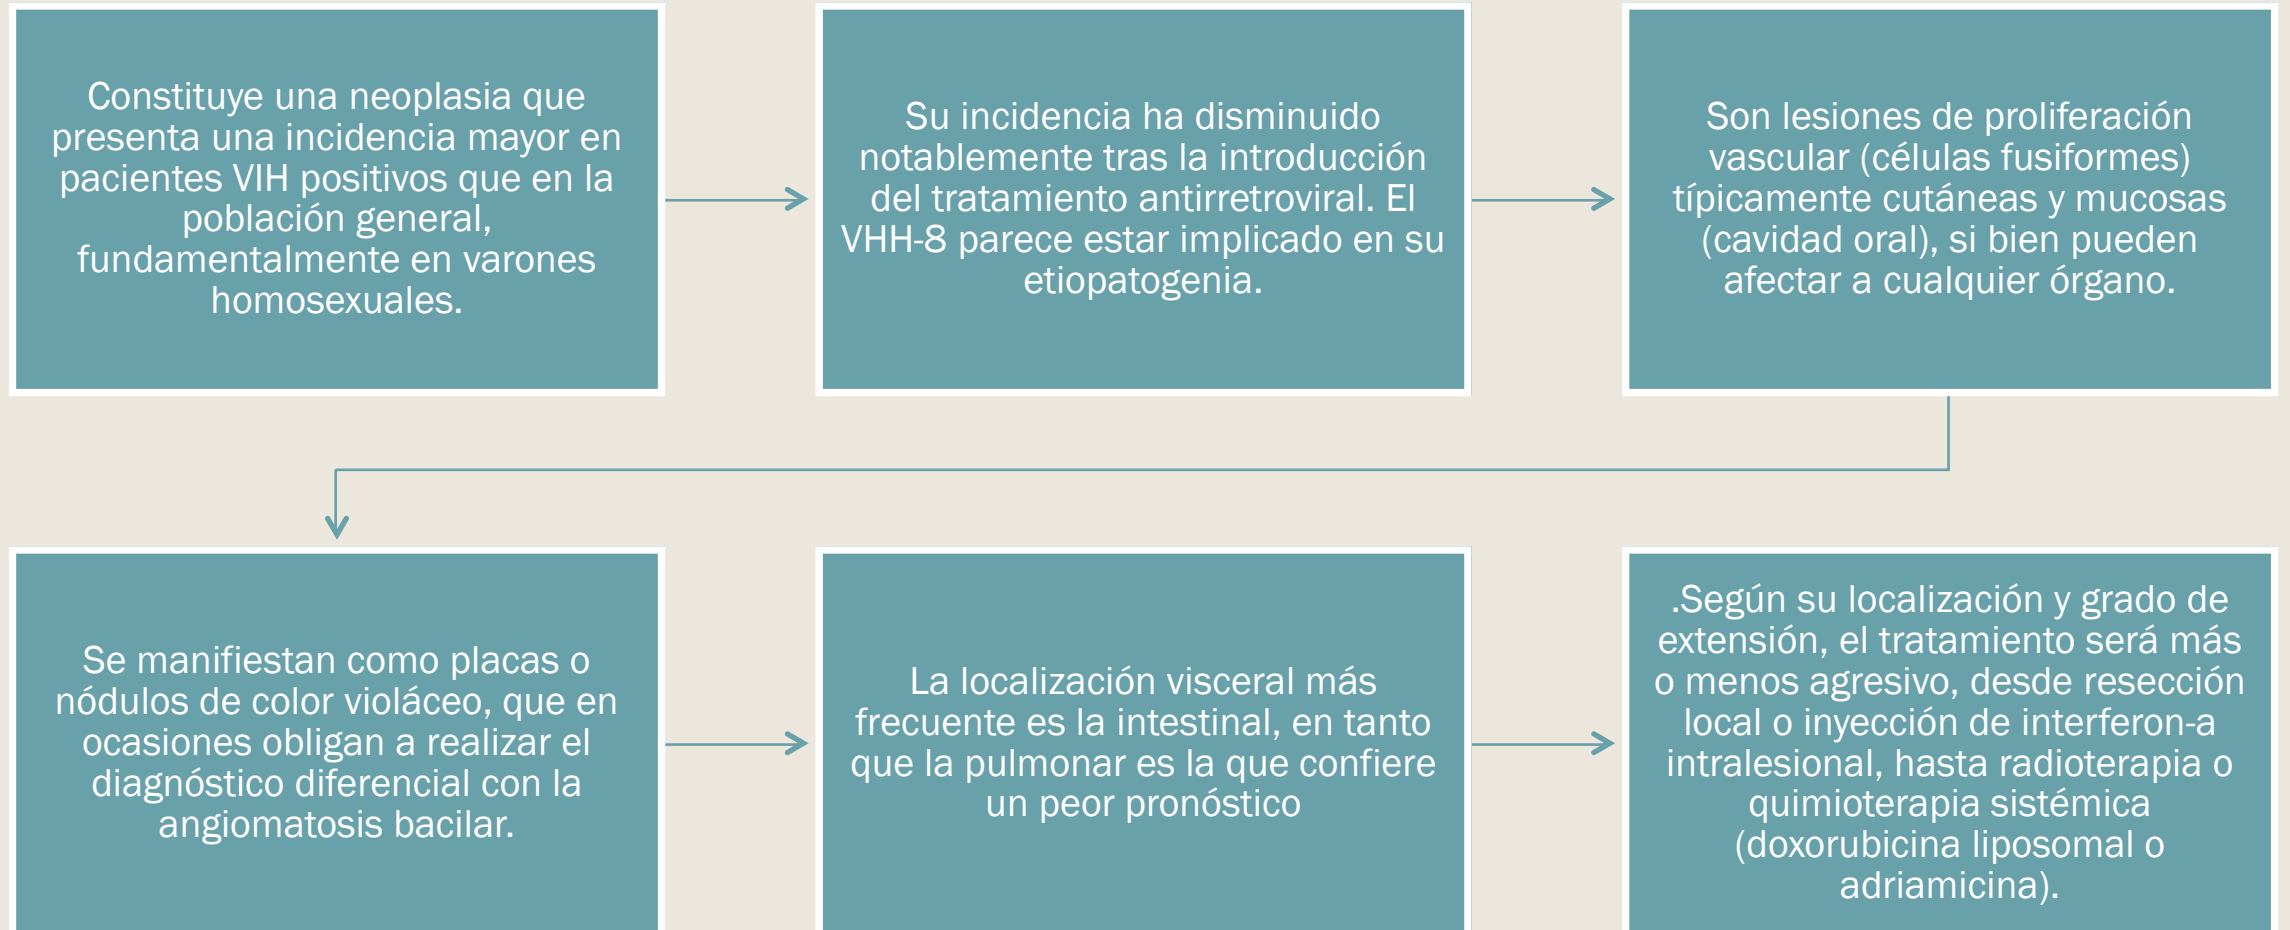 Constituye una neoplasia que
presenta una incidencia mayor en
pacientes VIH positivos que en la
población general,
fundamentalmente en varones
homosexuales.
Su incidencia ha disminuido
notablemente tras la introducción
del tratamiento antirretroviral. El
VHH-8 parece estar implicado en su
etiopatogenia.
Son lesiones de proliferación
vascular (células fusiformes)
típicamente cutáneas y mucosas
(cavidad oral), si bien pueden
afectar a cualquier órgano.
Se manifiestan como placas o
nódulos de color violáceo, que en
ocasiones obligan a realizar el
diagnóstico diferencial con la
angiomatosis bacilar.
La localización visceral más
frecuente es la intestinal, en tanto
que la pulmonar es la que confiere
un peor pronóstico
.Según su localización y grado de
extensión, el tratamiento será más
o menos agresivo, desde resección
local o inyección de interferon-a
intralesional, hasta radioterapia o
quimioterapia sistémica
(doxorubicina liposomal o
adriamicina).